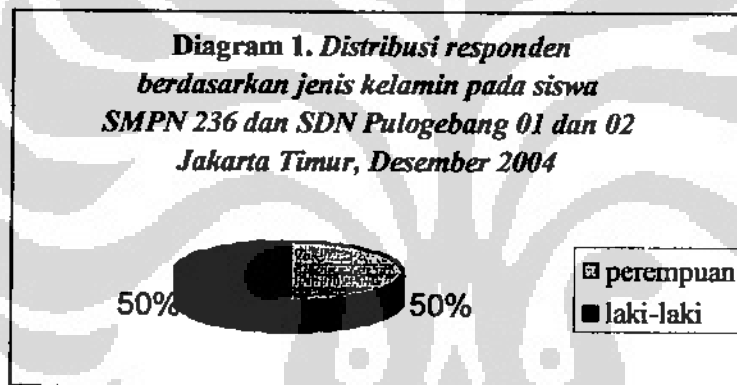 Diagram 1. Distribusi responden
berdasarkan jenis kelamin pada siswa
SMPN 236 dan SDN Pulogebang 01 dan 02
Jakarta Timur, Desember 2004
50%
50%
perempuan
laki-laki